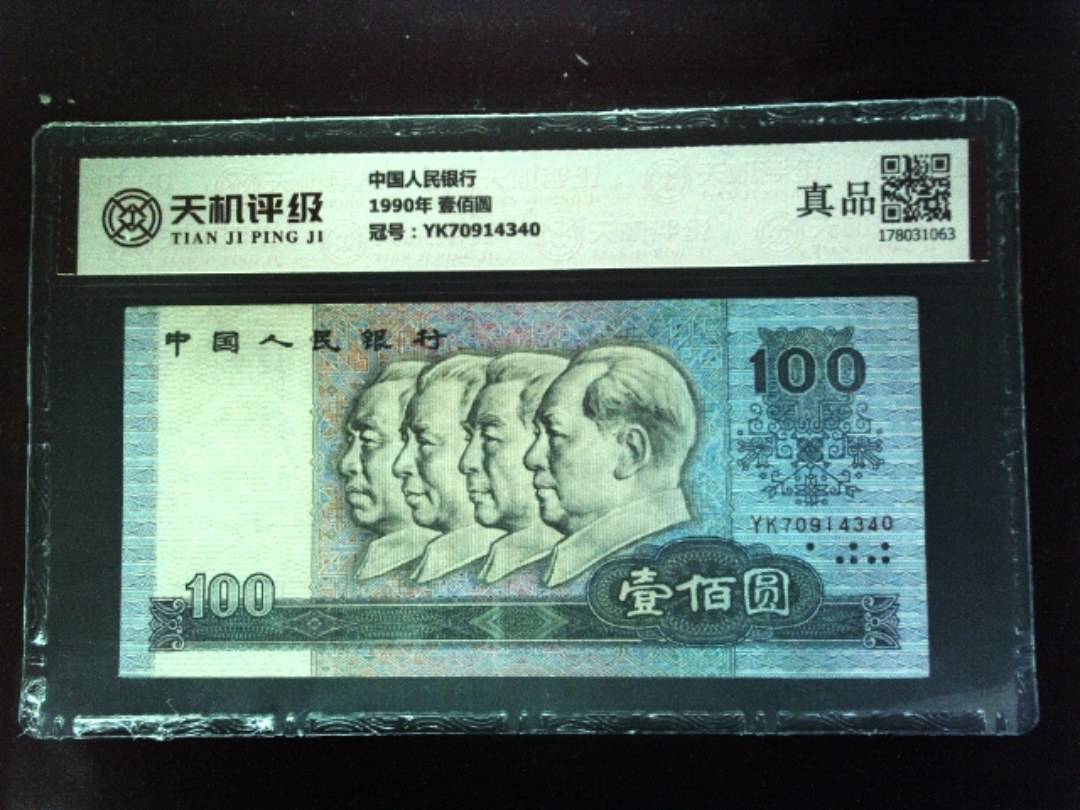 天机评级
TIAN JI PING JI
中国人民银行
1990年 壹佰圆
冠号：YK70914340
真品
178031063
中国人民银行
100
YK70914340
100
壹佰圆